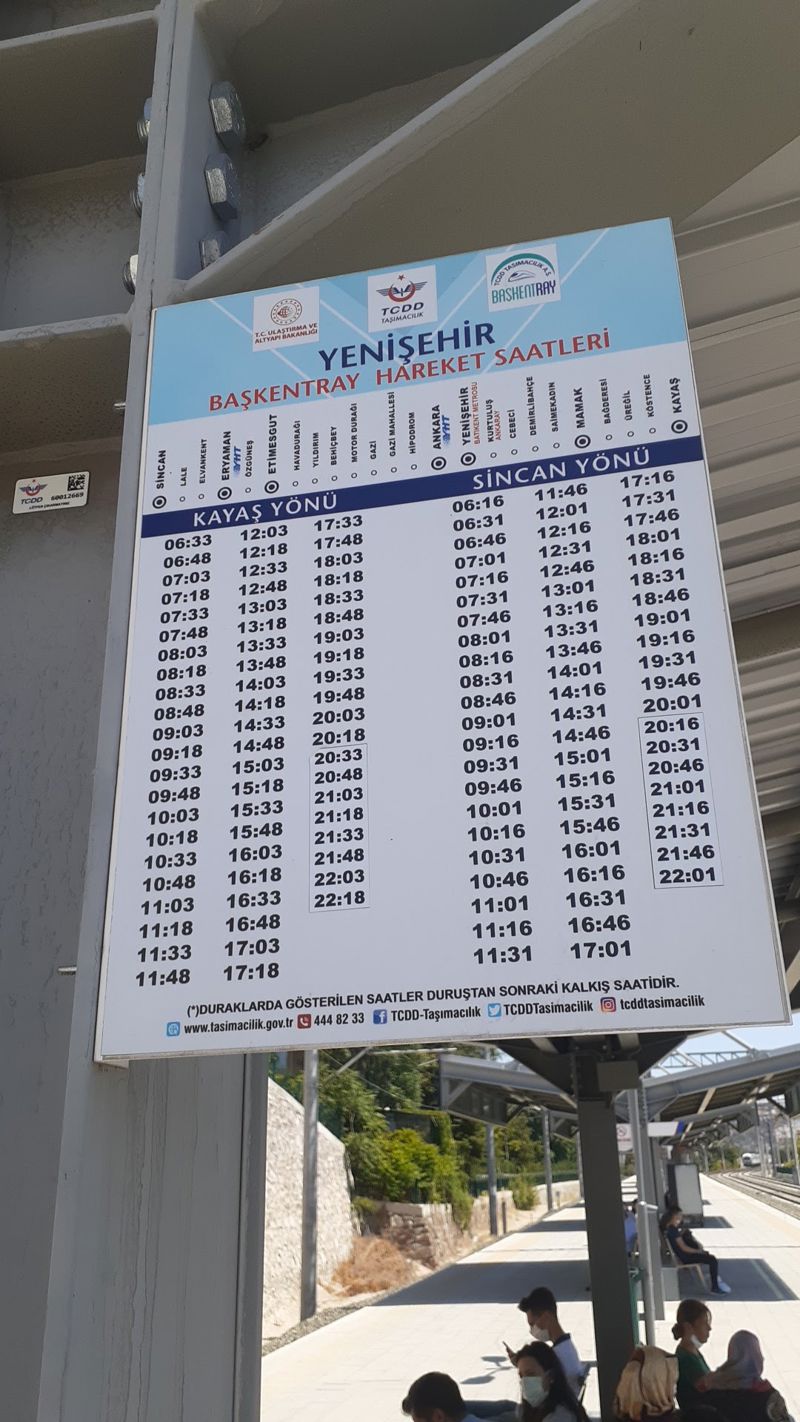 T.C. ULAŞTIRMA VE
ALTYAPI BAKANLIĞI
TCDD
TAŞIMACILIK
TCDD TAŞIMACILIK A.Ş.
BAŞKENTRAY
YENİŞEHİR
BAŞKENTRAY HAREKET SAATLERİ
SİNCAN
LALE
ELVANKENT
ERYAMAN
YHT
ÖZGÜNEŞ
ETİMESGUT
HAVADURAĞI
YILDIRIM
BEHİÇBEY
MOTOR DURAĞI
GAZİ
GAZİ MAHALLESİ
HİPODROM
ANKARA
YHT
YENİŞEHİR
BATIKENT METROSU
KURTULUŞ
ANKARAY
CEBECİ
DEMİRLİBAHÇE
SAİMEKADIN
MAMAK
BAĞDERESİ
ÜREĞİL
KÖSTENCE
KAYAŞ
KAYAŞ YÖNÜ
06:33 12:03 17:33
06:48 12:18 17:48
07:03 12:33 18:03
07:18 12:48 18:18
07:33 13:03 18:33
07:48 13:18 18:48
08:03 13:33 19:03
08:18 13:48 19:18
08:33 14:03 19:33
08:48 14:18 19:48
09:03 14:33 20:03
09:18 14:48 20:18
09:33 15:03 20:33
09:48 15:18 20:48
10:03 15:33 21:03
10:18 15:48 21:18
10:33 16:03 21:33
10:48 16:18 21:48
11:03 16:33 22:03
11:18 16:48 22:18
11:33 17:03
11:48 17:18
SİNCAN YÖNÜ
06:16 11:46 17:16
06:31 12:01 17:31
06:46 12:16 17:46
07:01 12:31 18:01
07:16 12:46 18:16
07:31 13:01 18:31
07:46 13:16 18:46
08:01 13:31 19:01
08:16 13:46 19:16
08:31 14:01 19:31
08:46 14:16 19:46
09:01 14:31 20:01
09:16 14:46 20:16
09:31 15:01 20:31
09:46 15:16 20:46
10:01 15:31 21:01
10:16 15:46 21:16
10:31 16:01 21:31
10:46 16:16 21:46
11:01 16:31 22:01
11:16 16:46
11:31 17:01
(*)DURAKLARDA GÖSTERİLEN SAATLER DURUŞTAN SONRAKİ KALKIŞ SAATİDİR.
www.tasimacilik.gov.tr 444 82 33 TCDD-Taşımacılık TCDDTasimacilik tcddtasimacilik
TCDD 60012669